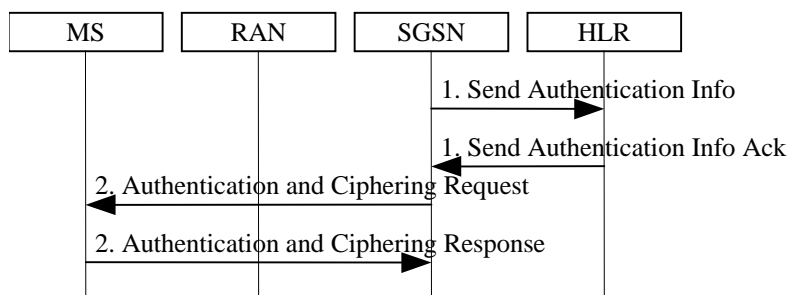 MS RAN SGSN HLR
1. Send Authentication Info
1. Send Authentication Info Ack
2. Authentication and Ciphering Request
2. Authentication and Ciphering Response